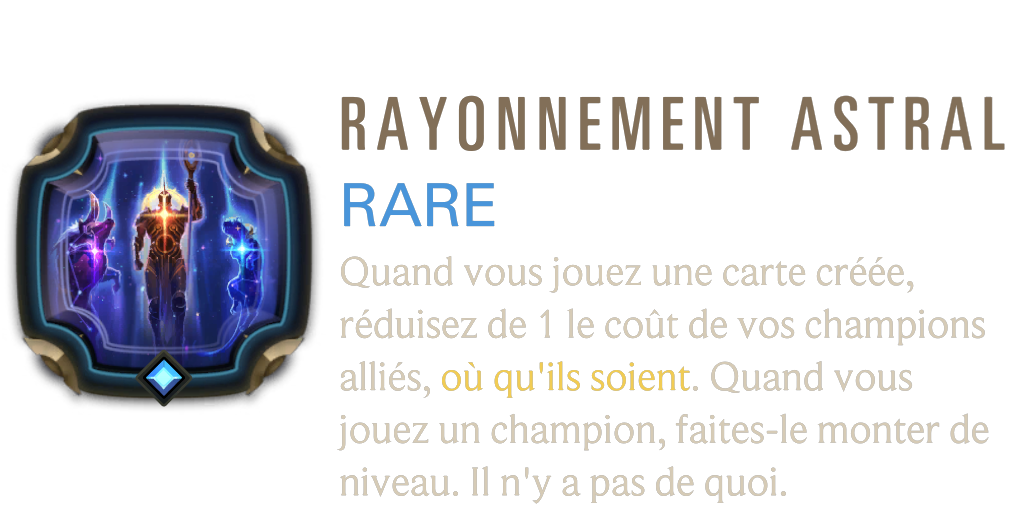 RAYONNEMENT ASTRAL
RARE
Quand vous jouez une carte créée,
réduisez de 1 le coût de vos champions
alliés, où qu'ils soient. Quand vous
jouez un champion, faites-le monter de
niveau. Il n'y a pas de quoi.